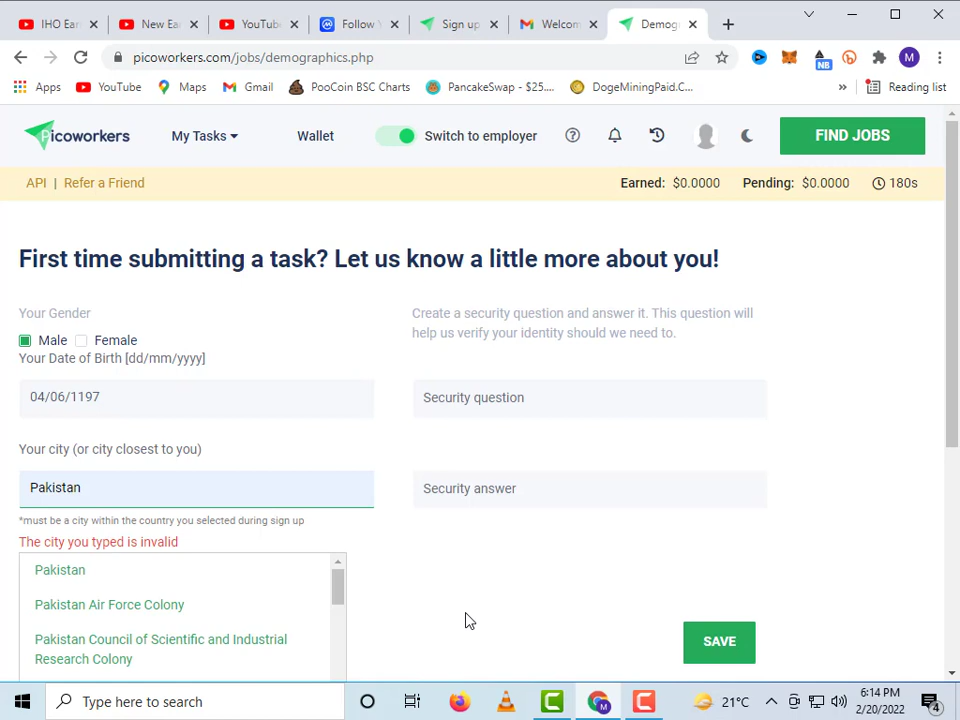 IHO Ear
New Ear
YouTube
Follow
Sign up
Welcom
Demog
picoworkers.com/jobs/demographics.php
M
NB
Apps
YouTube
Maps
Gmail
PooCoin BSC Charts
PancakeSwap - $25....
DogeMiningPaid.C...
»
Reading list
Picoworkers
My Tasks
Wallet
Switch to employer
FIND JOBS
API | Refer a Friend
Earned: $0.0000
Pending: $0.0000
180s
First time submitting a task? Let us know a little more about you!
Your Gender
Male
Female
Your Date of Birth [dd/mm/yyyy]
04/06/1197
Your city (or city closest to you)
Pakistan
*must be a city within the country you selected during sign up
The city you typed is invalid
Pakistan
Pakistan Air Force Colony
Pakistan Council of Scientific and Industrial
Research Colony
Create a security question and answer it. This question will
help us verify your identity should we need to.
Security question
Security answer
SAVE
Type here to search
M
21°C
6:14 PM
2/20/2022
4